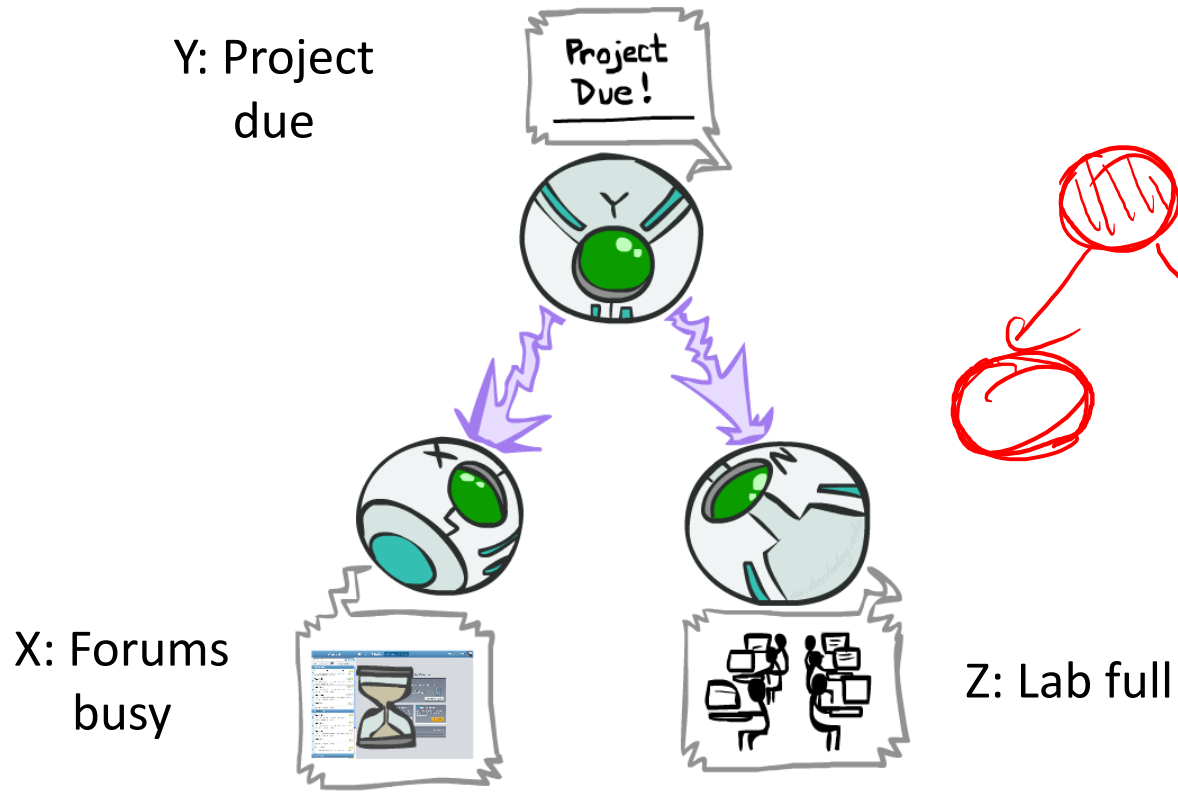 Y: Project
due
Project
Due!
Y
X
Z
X: Forums
busy
Z: Lab full